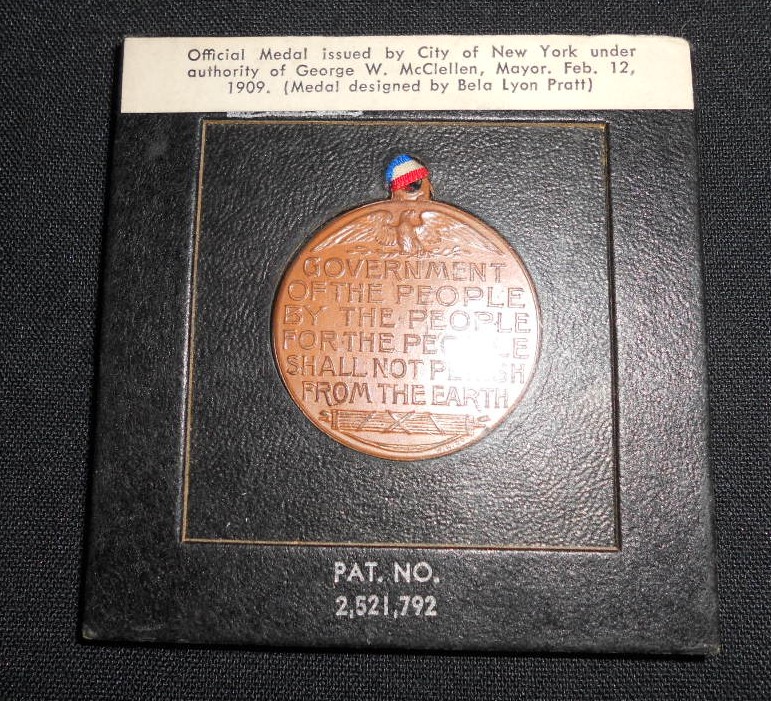 Official Medal issued by City of New York under
authority of George W. McClellen, Mayor. Feb. 12,
1909. (Medal designed by Bela Lyon Pratt)
GOVERNMENT
OF THE PEOPLE
BY THE PEOPLE
FOR THE PEOPLE
SHALL NOT PERISH
FROM THE EARTH
PAT. NO.
2,521,792